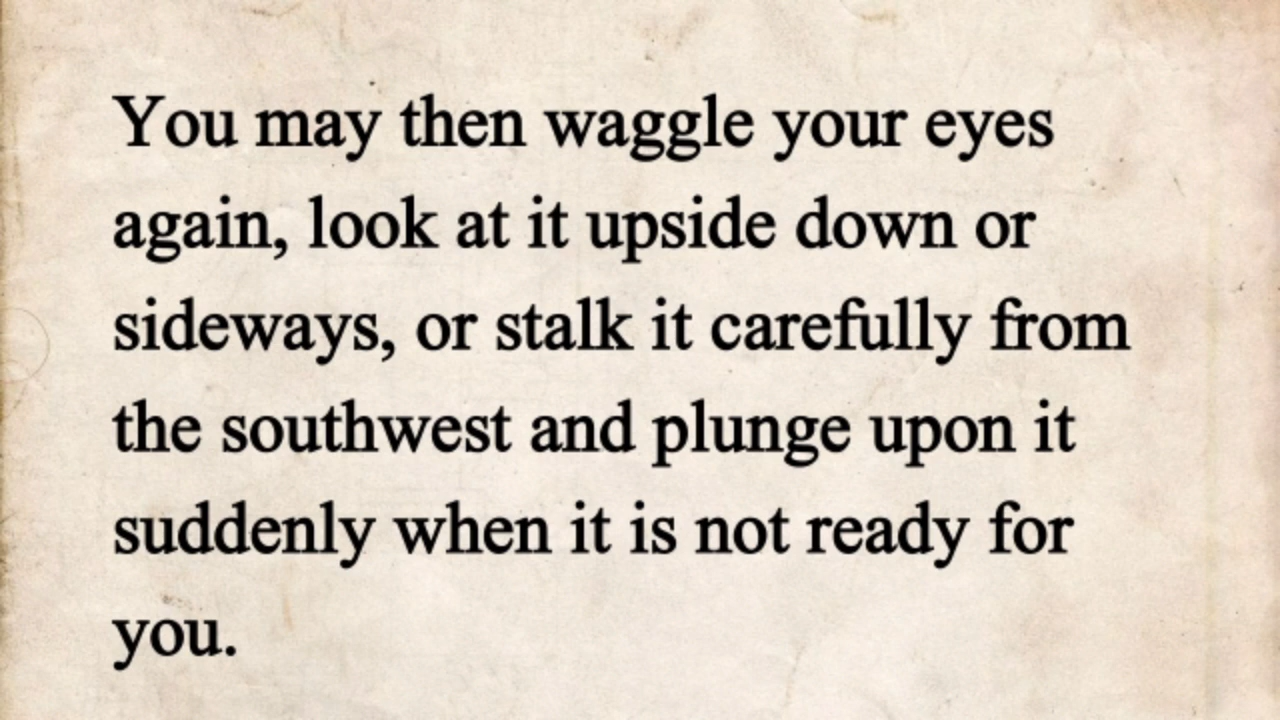 You may then waggle your eyes
again, look at it upside down or
sideways, or stalk it carefully from
the southwest and plunge upon it
suddenly when it is not ready for
you.